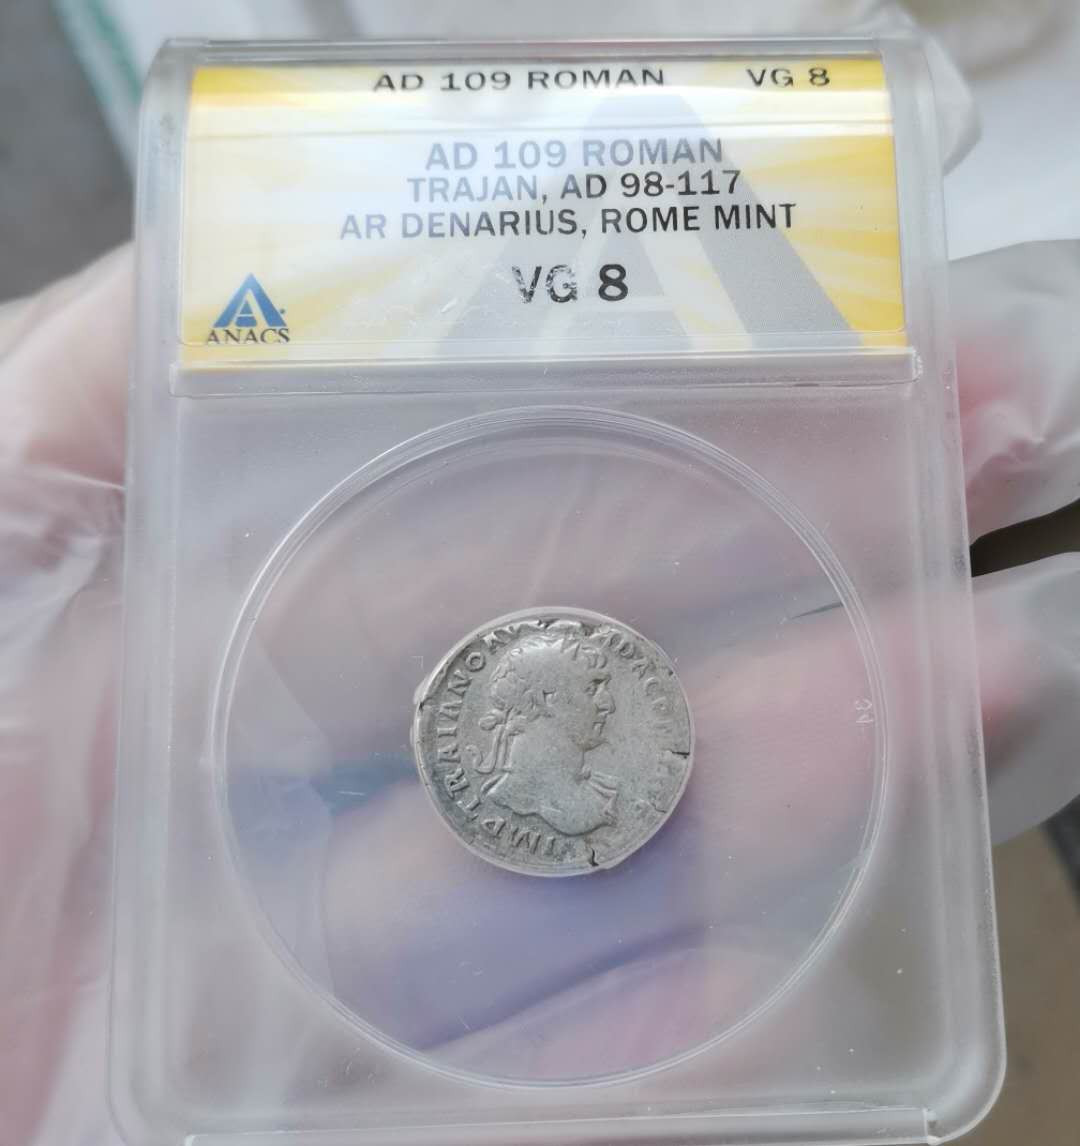 AD 109 ROMAN VG 8
AD 109 ROMAN
TRAJAN, AD 98-117
AR DENARIUS, ROME MINT
VG 8
ANACS
IMPTRAIANOAV